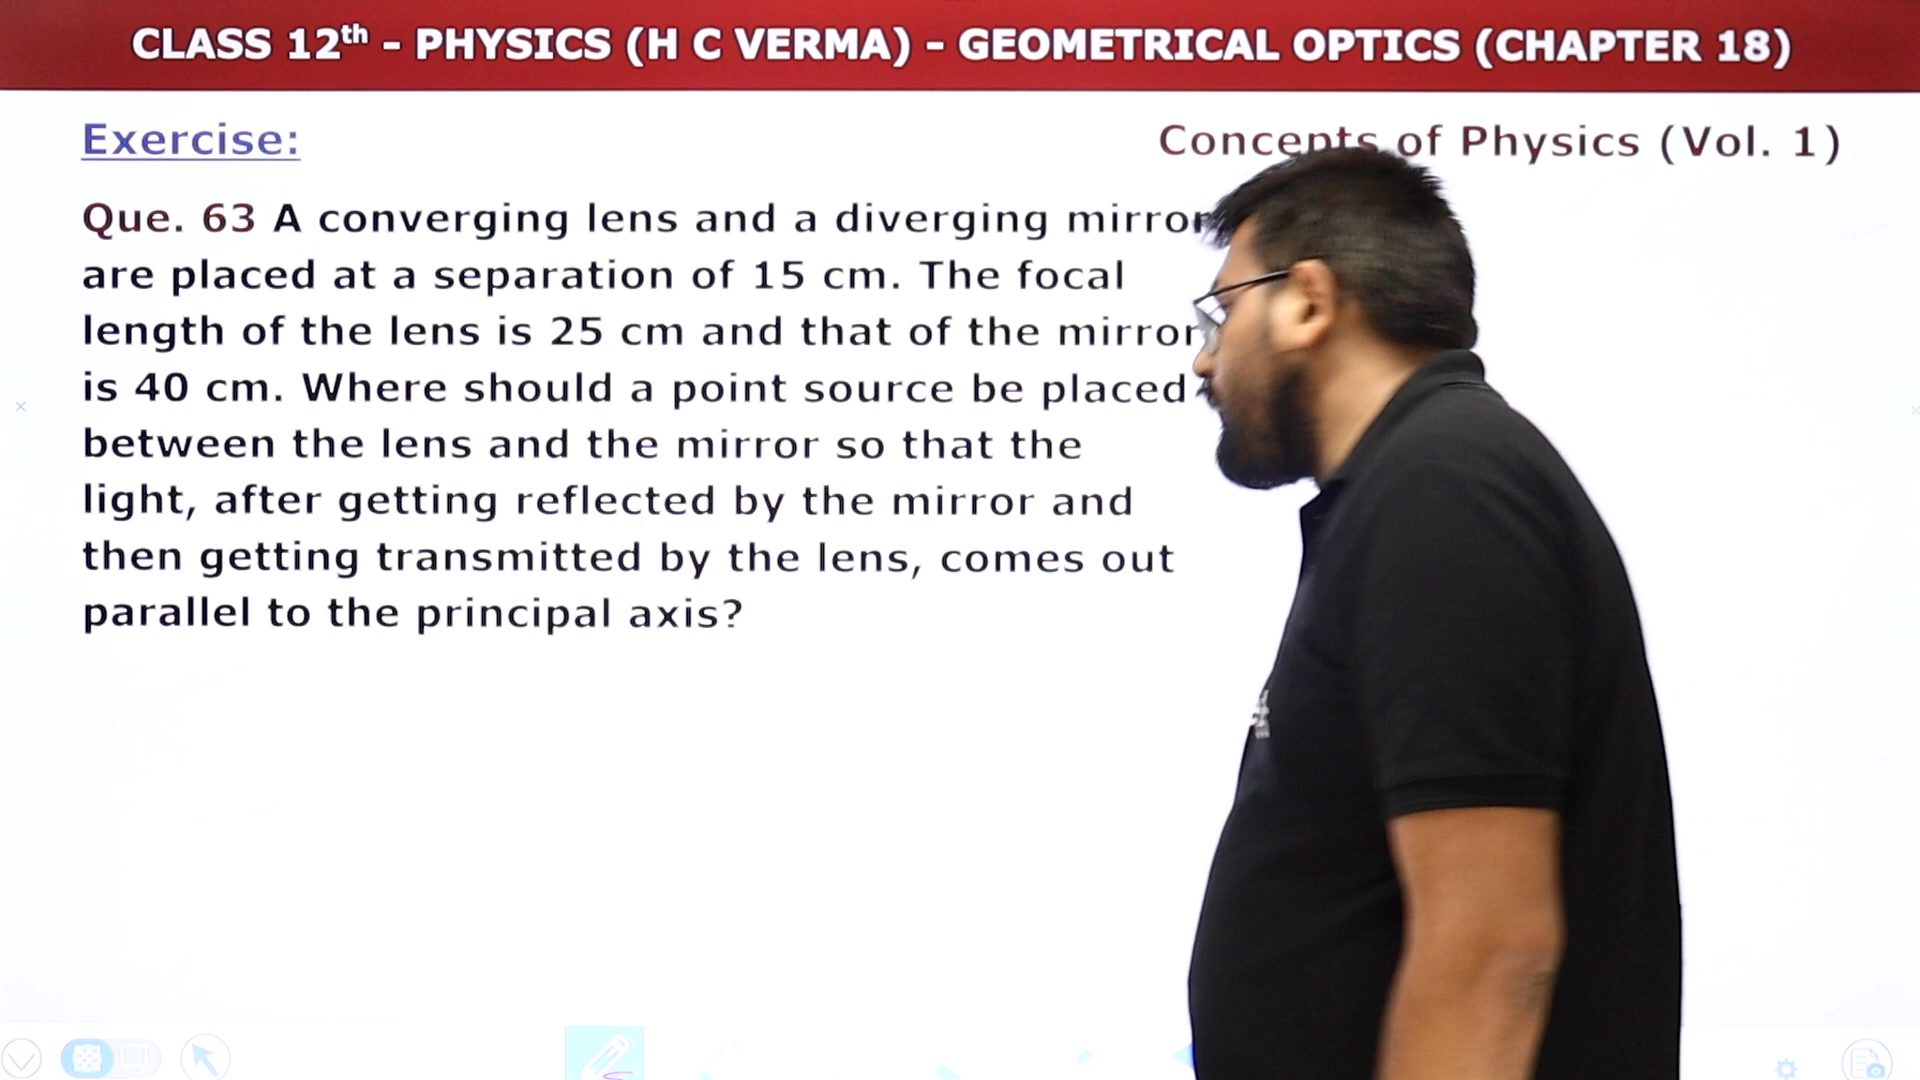 CLASS 12th - PHYSICS (H C VERMA) - GEOMETRICAL OPTICS (CHAPTER 18)
Exercise:
Concepts of Physics (Vol. 1)
Que. 63 A converging lens and a diverging mirror
are placed at a separation of 15 cm. The focal
length of the lens is 25 cm and that of the mirror
is 40 cm. Where should a point source be placed
between the lens and the mirror so that the
light, after getting reflected by the mirror and
then getting transmitted by the lens, comes out
parallel to the principal axis?